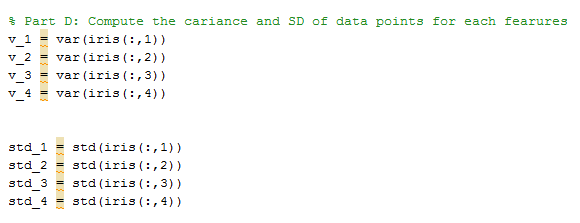 % Part D: Compute the cariance and SD of data points for each fearures
v_1 = var(iris(:,1))
v_2 = var(iris(:,2))
v_3 = var(iris(:,3))
v_4 = var(iris(:,4))
std_1 = std(iris(:,1))
std_2 = std(iris(:,2))
std_3 = std(iris(:,3))
std_4 = std(iris(:,4))